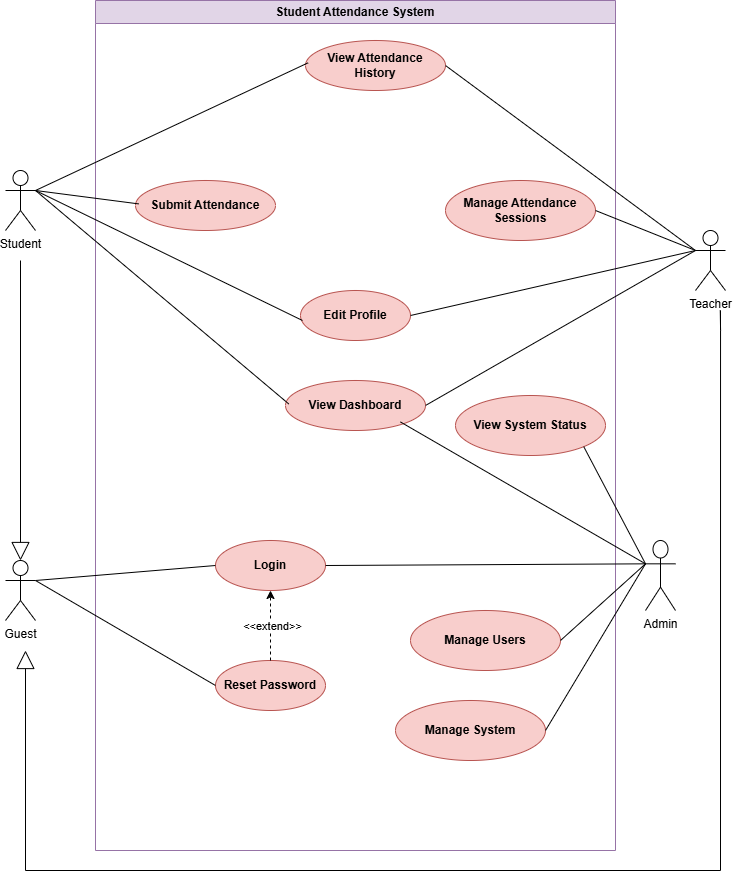 Student Attendance System
View Attendance
History
Submit Attendance
Manage Attendance
Sessions
Student
Teacher
Edit Profile
View Dashboard
View System Status
Login
<<extend>>
Guest
Admin
Manage Users
Reset Password
Manage System